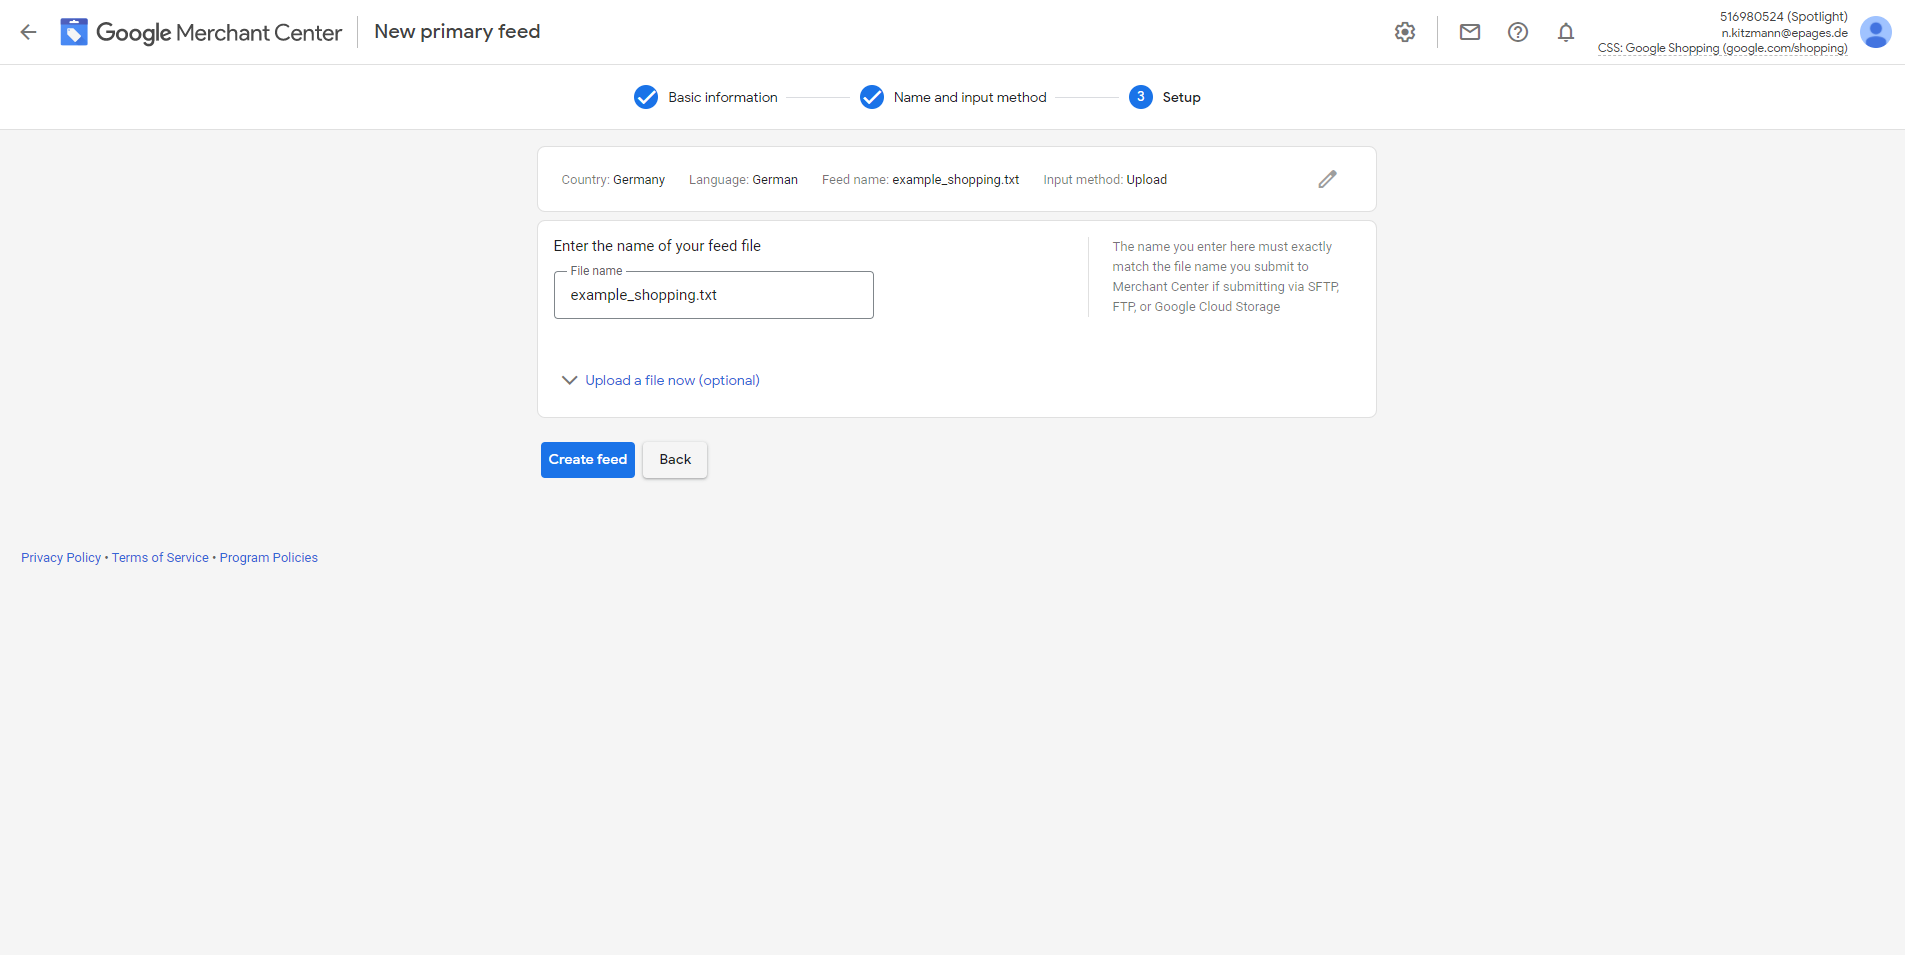 Google Merchant Center
New primary feed
516980524 (Spotlight)
n.kitzmann@epages.de
CSS: Google Shopping (google.com/shopping)
Basic information
Name and input method
3
Setup
Country: Germany
Language: German
Feed name: example_shopping.txt
Input method: Upload
Enter the name of your feed file
File name
example_shopping.txt
The name you enter here must exactly
match the file name you submit to
Merchant Center if submitting via SFTP,
FTP, or Google Cloud Storage
Upload a file now (optional)
Create feed
Back
Privacy Policy • Terms of Service • Program Policies